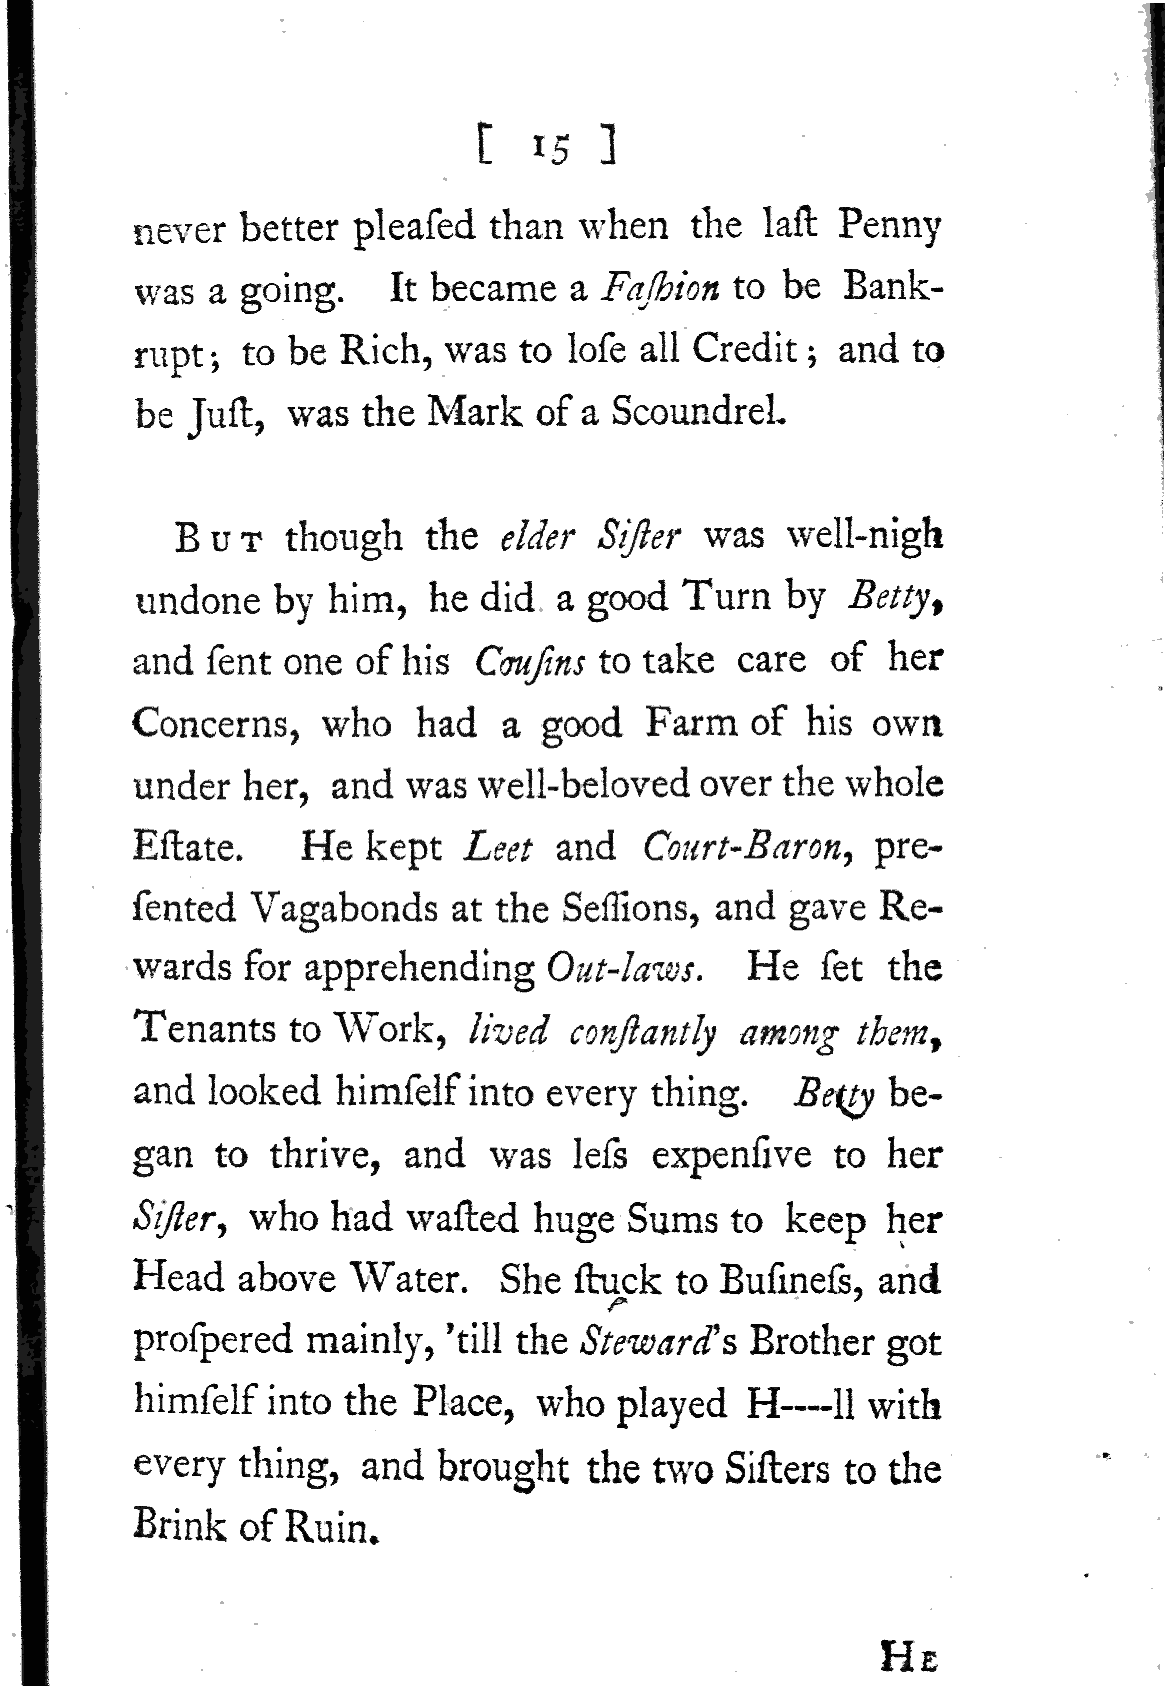 [ 15 ]
never better pleaſed than when the laſt Penny
was a going. It became a Faſhion to be Bank-
rupt; to be Rich, was to loſe all Credit; and to
be Juſt, was the Mark of a Scoundrel.
BUT though the elder Siſter was well-nigh
undone by him, he did a good Turn by Betty,
and ſent one of his Couſins to take care of her
Concerns, who had a good Farm of his own
under her, and was well-beloved over the whole
Eſtate. He kept Leet and Court-Baron, pre-
ſented Vagabonds at the Seſſions, and gave Re-
wards for apprehending Out-laws. He ſet the
Tenants to Work, lived conſtantly among them,
and looked himſelf into every thing. Betty be-
gan to thrive, and was leſs expenſive to her
Siſter, who had waſted huge Sums to keep her
Head above Water. She ſtuck to Buſineſs, and
proſpered mainly, 'till the Steward's Brother got
himſelf into the Place, who played H----ll with
every thing, and brought the two Siſters to the
Brink of Ruin.
HE